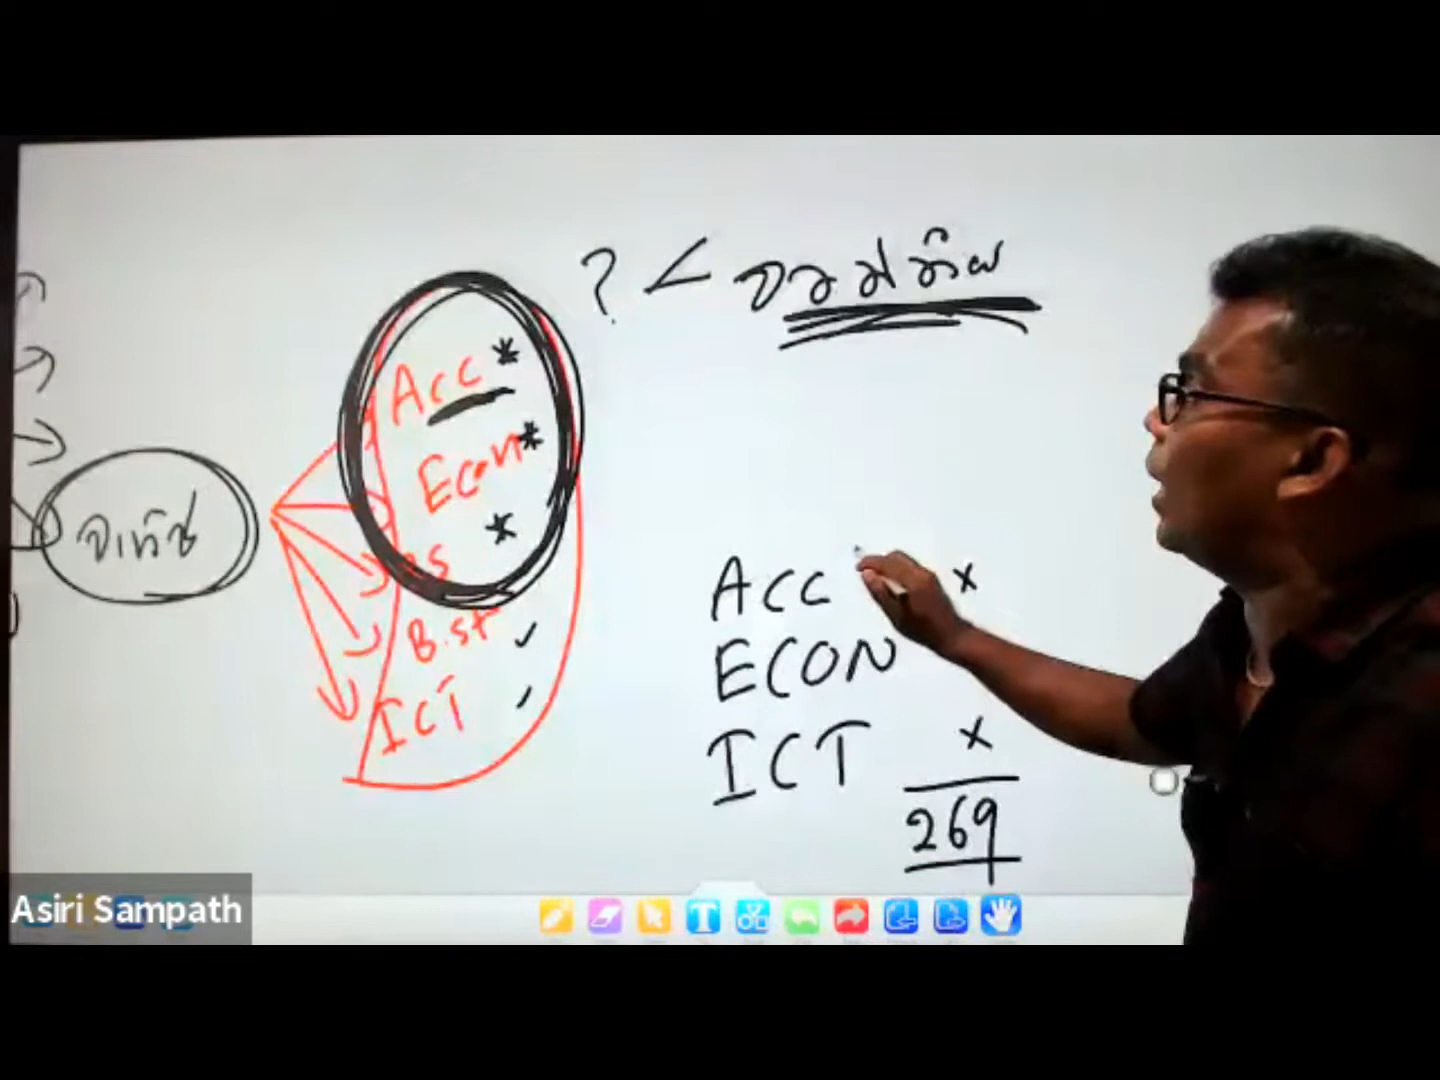 ? <
Acc *
Econ *
S *
B.st ✓
ICT ✓
ACC x
ECON
ICT x
269
Asiri Sampath